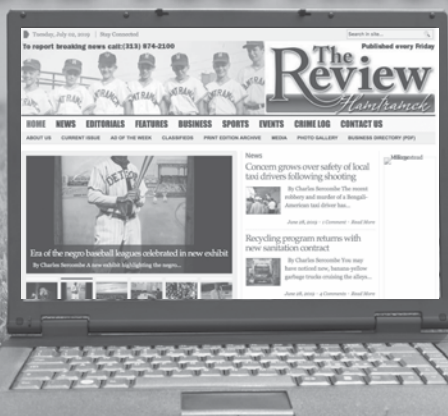 Tuesday, July 02, 2019 | Stay Connected
Search in site...
To report breaking news call:(313) 874-2100
Published every Friday
The
Review
Hamtramck
HOME NEWS EDITORIALS FEATURES BUSINESS SPORTS EVENTS CRIME LOG CONTACT US
ABOUT US CURRENT ISSUE AD OF THE WEEK CLASSIFIEDS PRINT EDITION ARCHIVE MEDIA PHOTO GALLERY BUSINESS DIRECTORY (PDF)
DETROIT
Era of the negro baseball leagues celebrated in new exhibit
By Charles Sercombe A new exhibit highlighting the negro...
News
Concern grows over safety of local
taxi drivers following shooting
By Charles Sercombe The recent
robbery and murder of a Bengali-
American taxi driver has...
June 28, 2019 - 1 Comment - Read More
Recycling program returns with
new sanitation contract
By Charles Sercombe You may
have noticed new, banana-yellow
garbage trucks cruising the alleys...
June 28, 2019 - 4 Comment - Read More